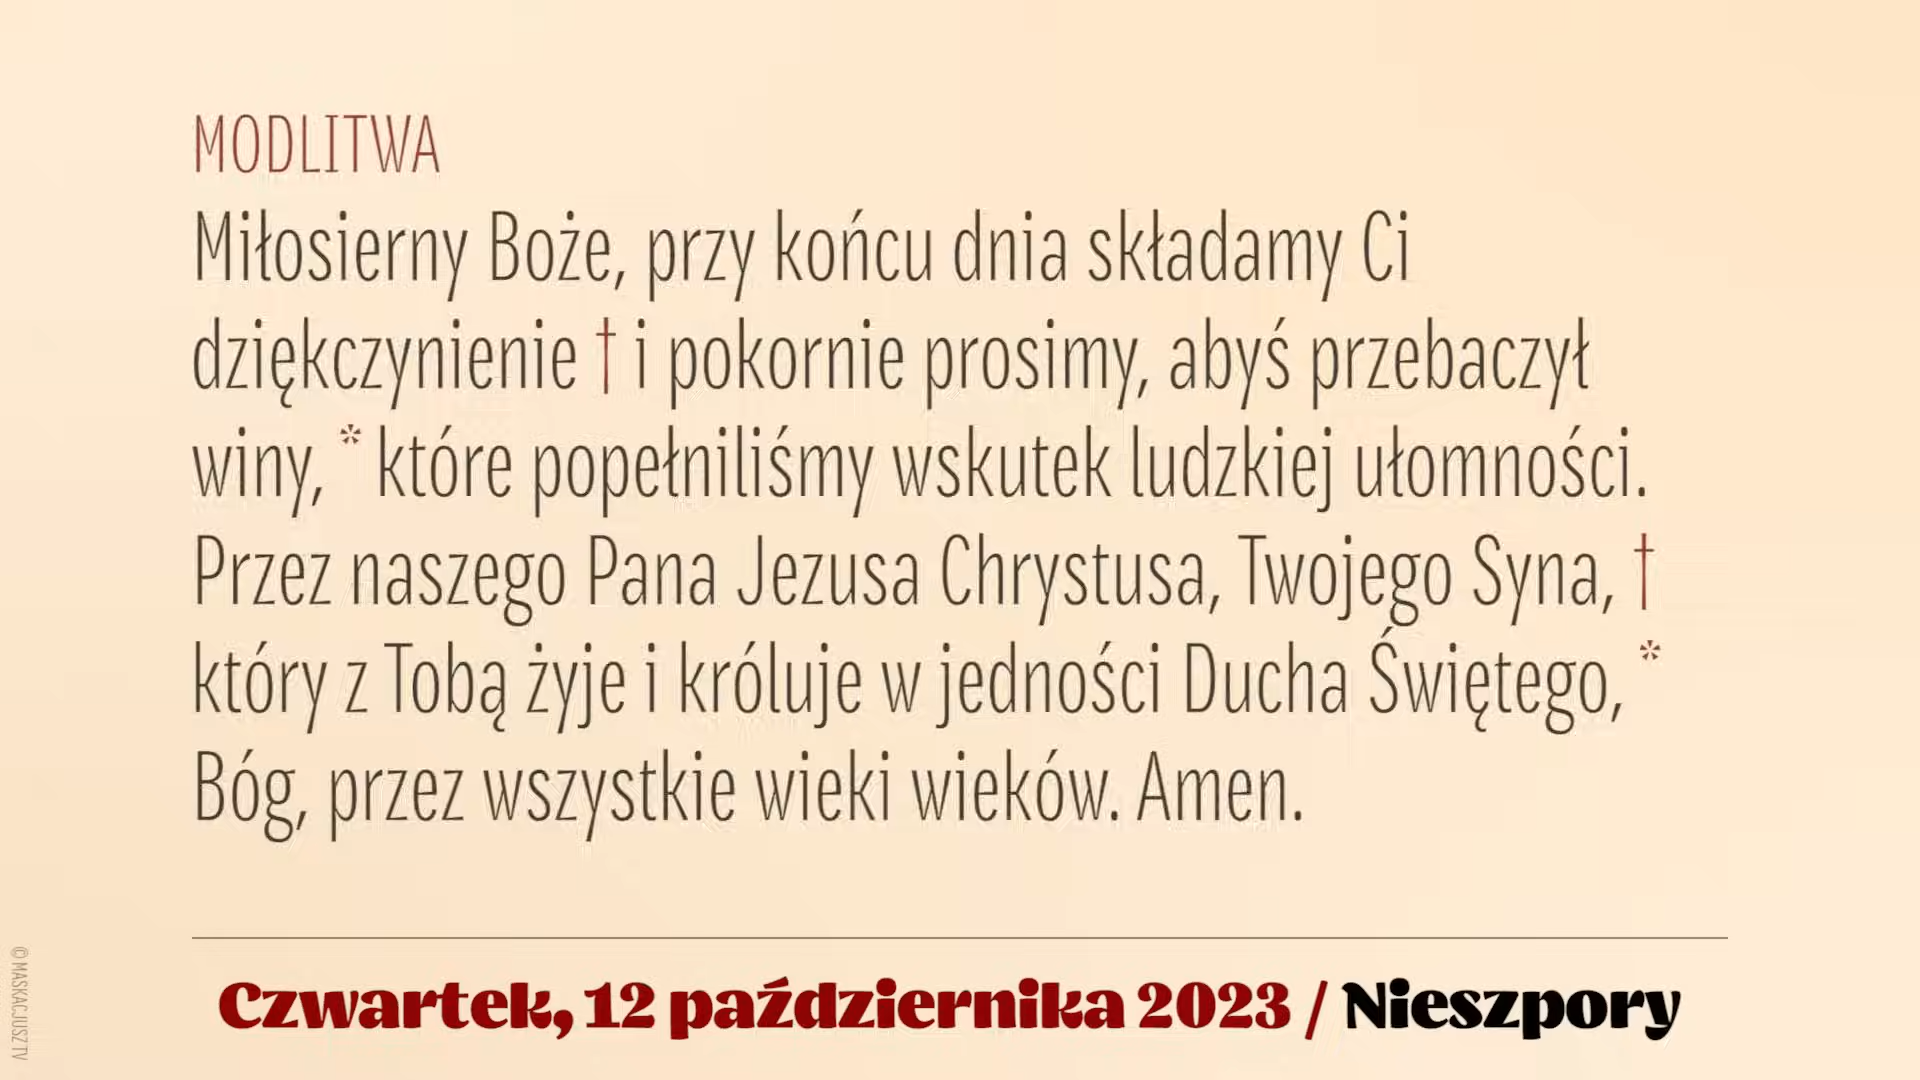 MODLITWA
Miłosierny Boże, przy końcu dnia składamy Ci
dziękczynienie † i pokornie prosimy, abyś przebaczył
winy, * które popełniliśmy wskutek ludzkiej ułomności.
Przez naszego Pana Jezusa Chrystusa, Twojego Syna, †
który z Tobą żyje i króluje w jedności Ducha Świętego, *
Bóg, przez wszystkie wieki wieków. Amen.
Czwartek, 12 października 2023 / Nieszpory
© MASKACJUSZ TV